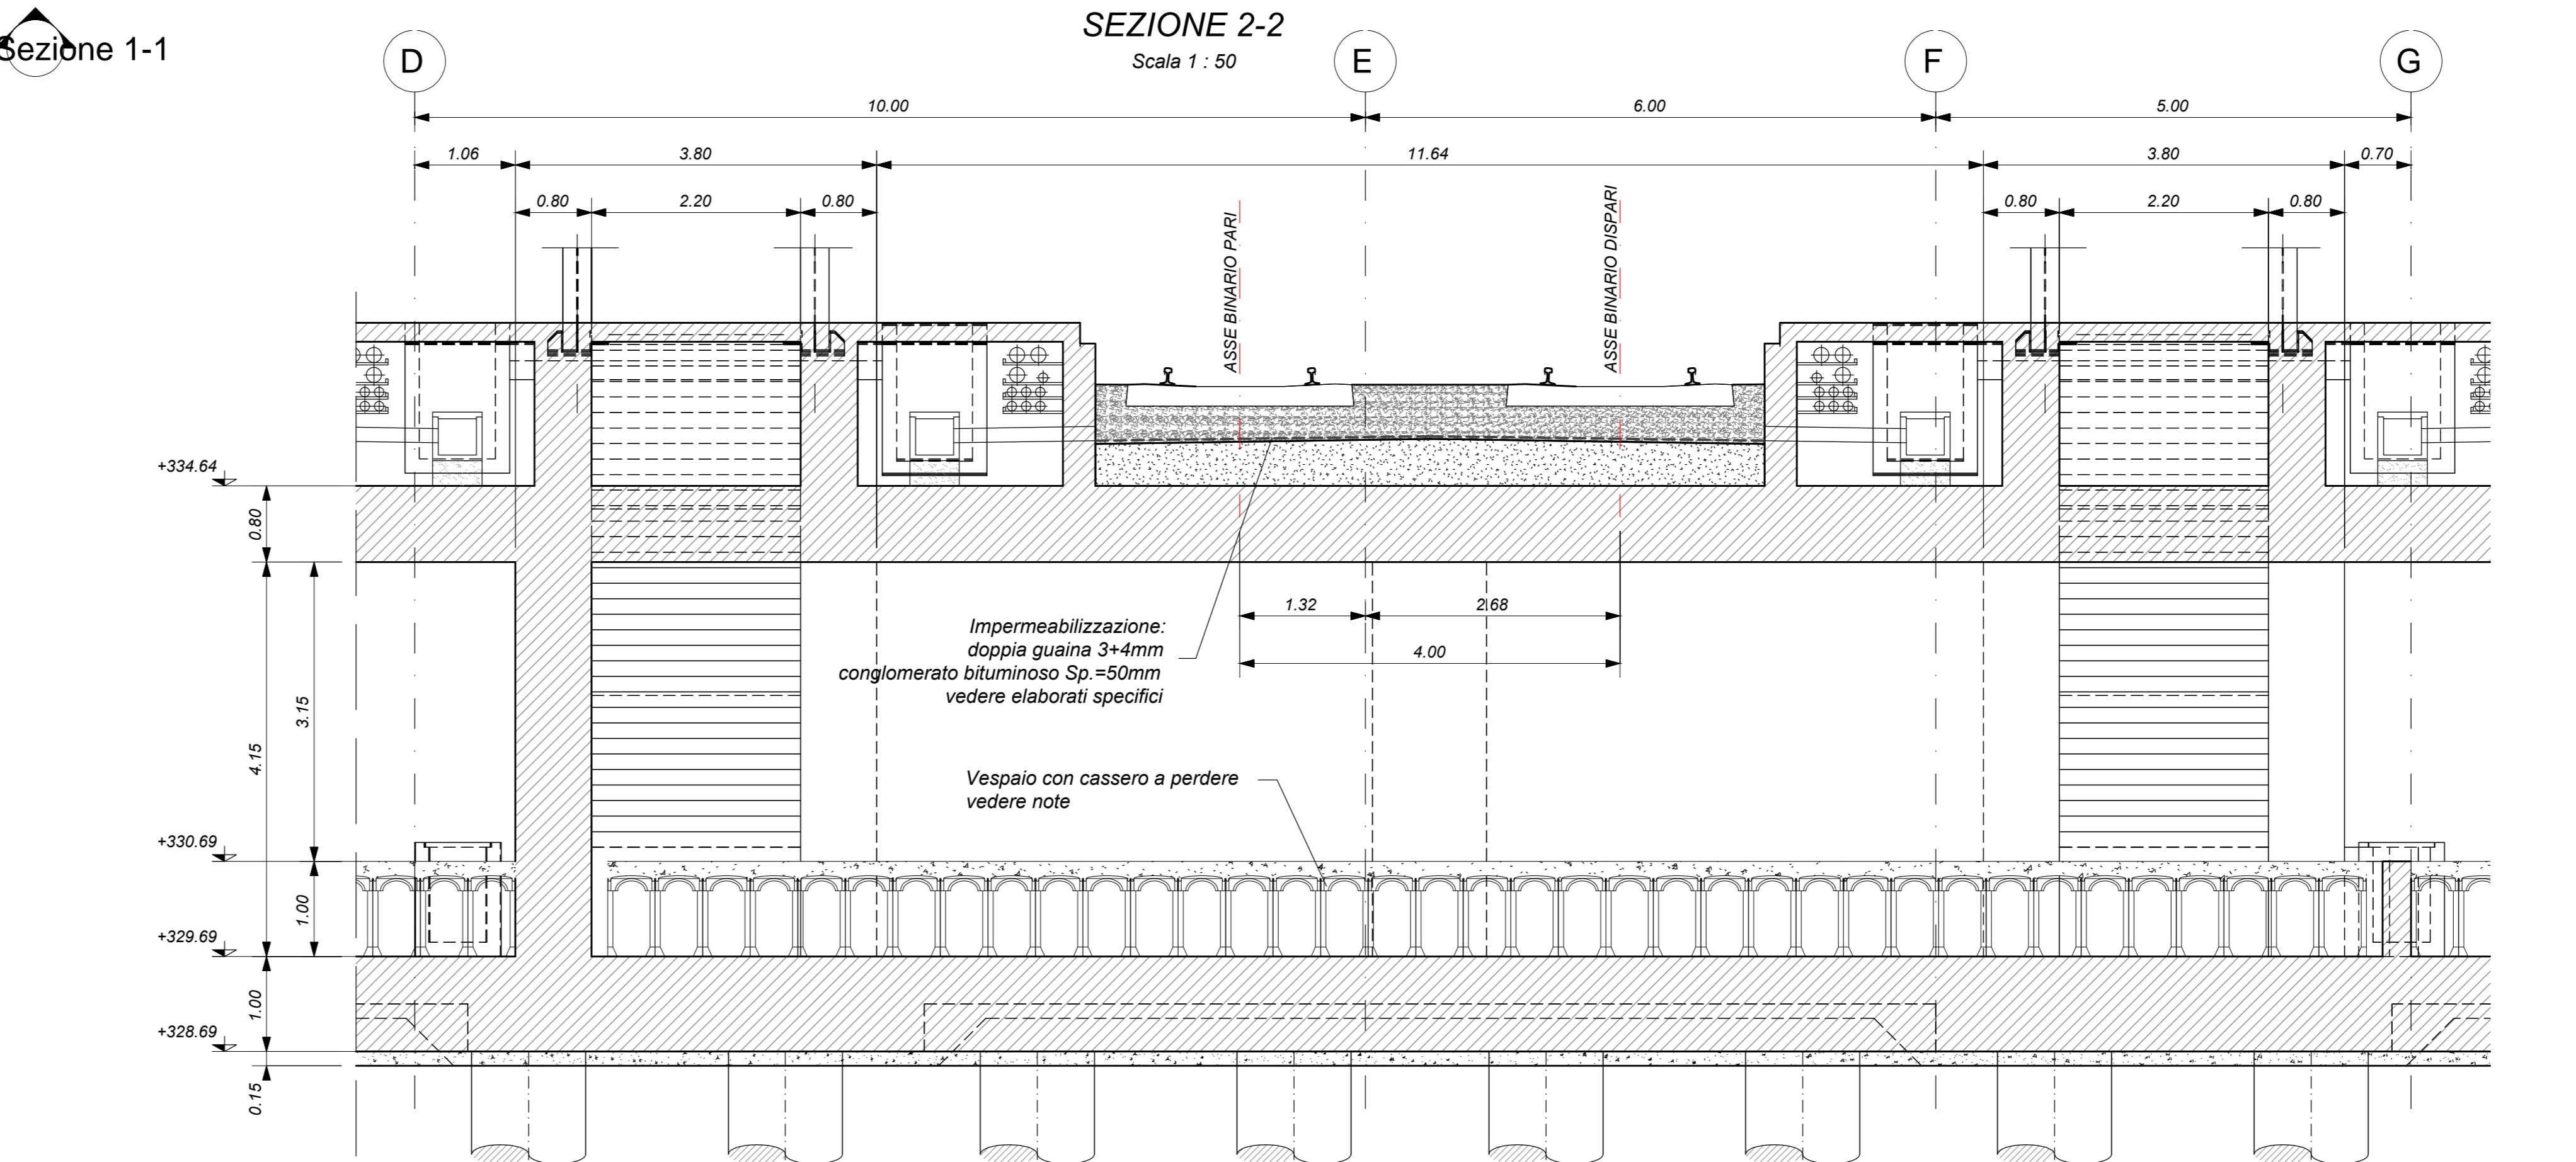 SEZIONE 2-2
Scala 1 : 50
Sezione 1-1
D
E
F
G
10.00
6.00
5.00
1.06
3.80
11.64
3.80
0.70
0.80
2.20
0.80
0.80
2.20
0.80
ASSE BINARIO PARI
ASSE BINARIO DISPARI
+334.64
0.80
1.32
2.68
4.00
Impermeabilizzazione:
doppia guaina 3+4mm
conglomerato bituminoso Sp.=50mm
vedere elaborati specifici
3.15
4.15
Vespaio con cassero a perdere
vedere note
+330.69
1.00
+329.69
1.00
+328.69
0.15